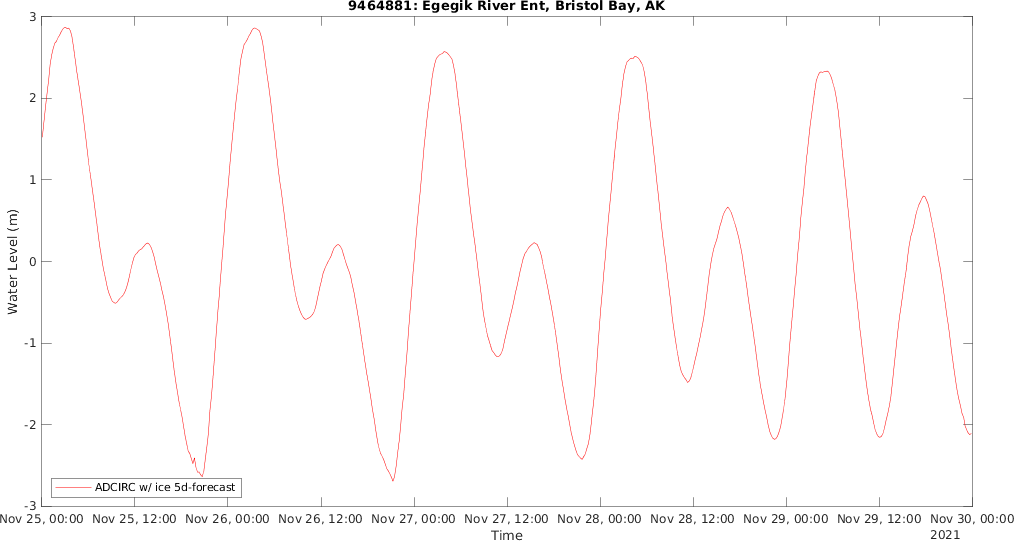 9464881: Egegik River Ent, Bristol Bay, AK
3
2
1
0
-1
-2
-3
Water Level (m)
ADCIRC w/ ice 5d-forecast
Nov 25, 00:00 Nov 25, 12:00 Nov 26, 00:00 Nov 26, 12:00 Nov 27, 00:00 Nov 27, 12:00 Nov 28, 00:00 Nov 28, 12:00 Nov 29, 00:00 Nov 29, 12:00 Nov 30, 00:00
Time
2021